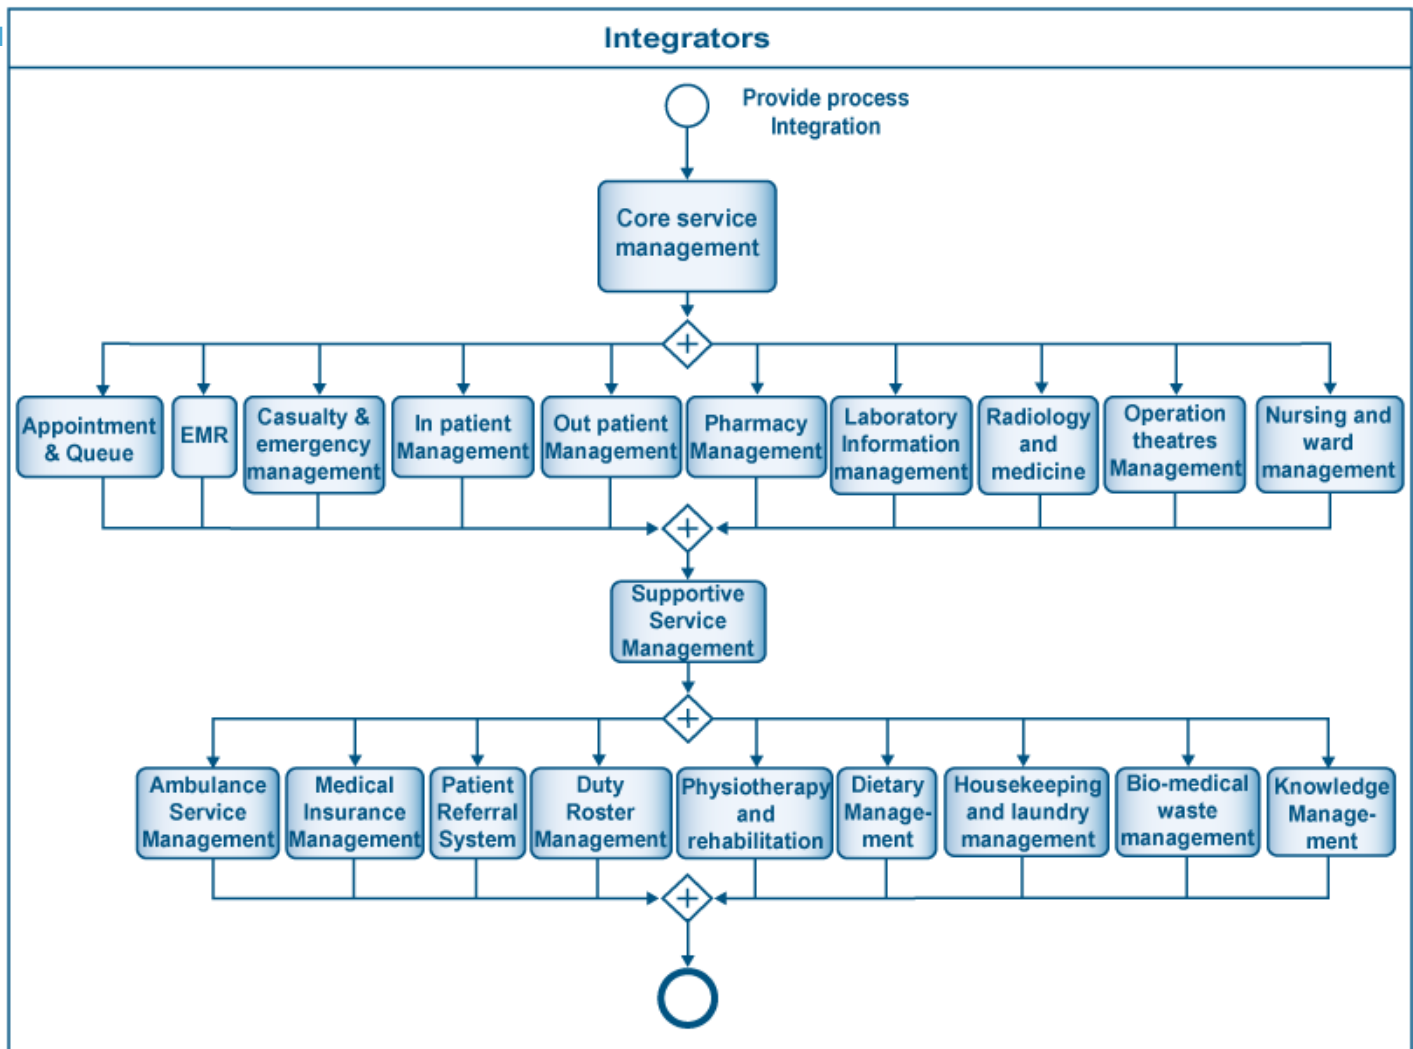 Integrators
Provide process
Integration
Core service
management
Appointment
& Queue
EMR
Casualty &
emergency
management
In patient
Management
Out patient
Management
Pharmacy
Management
Laboratory
Information
management
Radiology
and
medicine
Operation
theatres
Management
Nursing and
ward
management
Supportive
Service
Management
Ambulance
Service
Management
Medical
Insurance
Management
Patient
Referral
System
Duty
Roster
Management
Physiotherapy
and
rehabilitation
Dietary
Manage-
ment
Housekeeping
and laundry
management
Bio-medical
waste
management
Knowledge
Manage-
ment